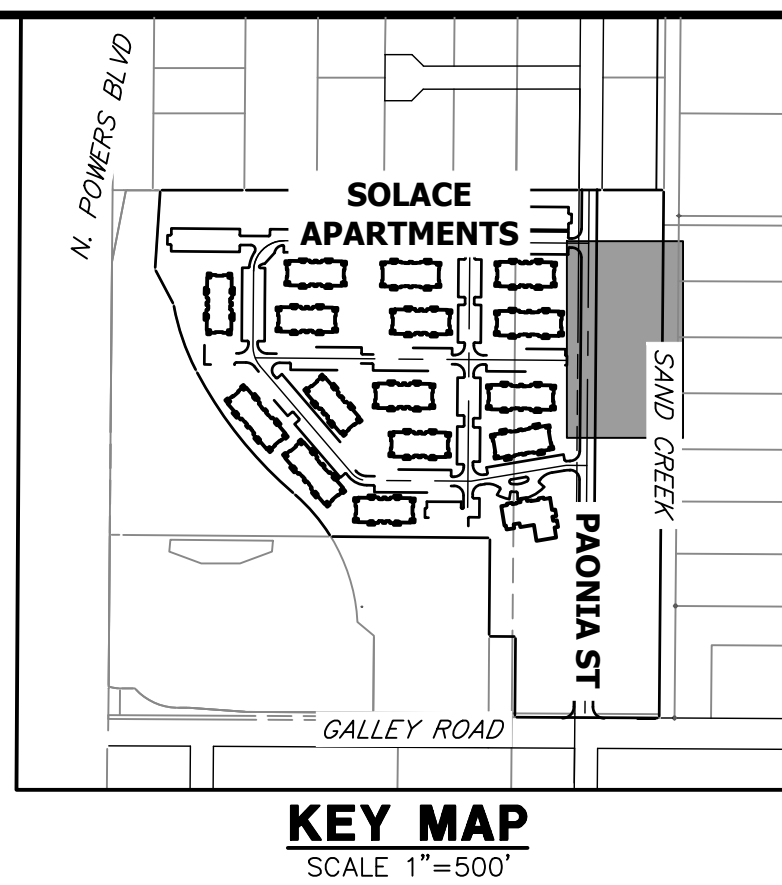 N. POWERS BLVD
SOLACE
APARTMENTS
SAND CREEK
PAONIA ST
GALLEY ROAD
KEY MAP
SCALE 1"=500'